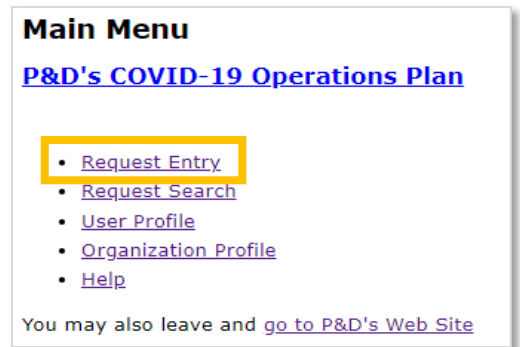 Main Menu
P&D's COVID-19 Operations Plan
• Request Entry
• Request Search
• User Profile
• Organization Profile
• Help
You may also leave and go to P&D's Web Site